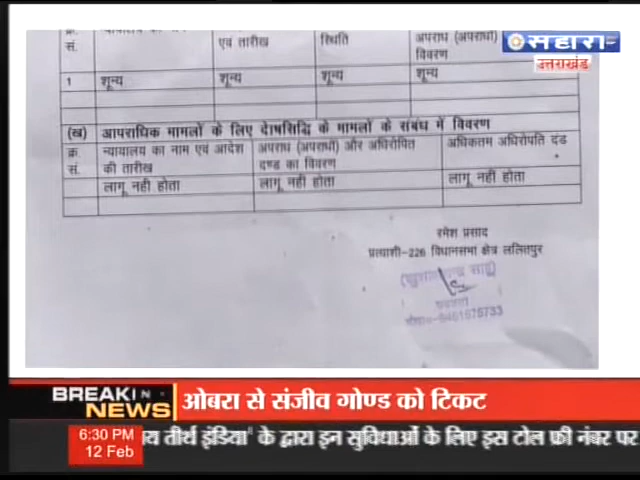 क्र.
सं.
एवं तारीख
स्थिति
अपराध (अपराधों)
विवरण
सहारा
उत्तराखंड
1 शून्य शून्य शून्य शून्य
(ख) आपराधिक मामलों के लिए दोषसिद्धि के मामलों के संबंध में विवरण
क्र. न्यायालय का नाम एवं आदेश अपराध (अपराधों) और अधिरोपित अधिकतम अधिरोपति दंड
सं. की तारीख दण्ड का विवरण
लागू नही होता लागू नही होता लागू नही होता
रमेश प्रसाद
प्रत्याशी-226 विधानसभा क्षेत्र ललितपुर
BREAKIN
NEWS
ओबरा से संजीव गोण्ड को टिकट
6:30 PM
12 Feb
तीर्थ इंडिया" के द्वारा इन सुविधाओं के लिए इस टोल फ्री नंबर पर